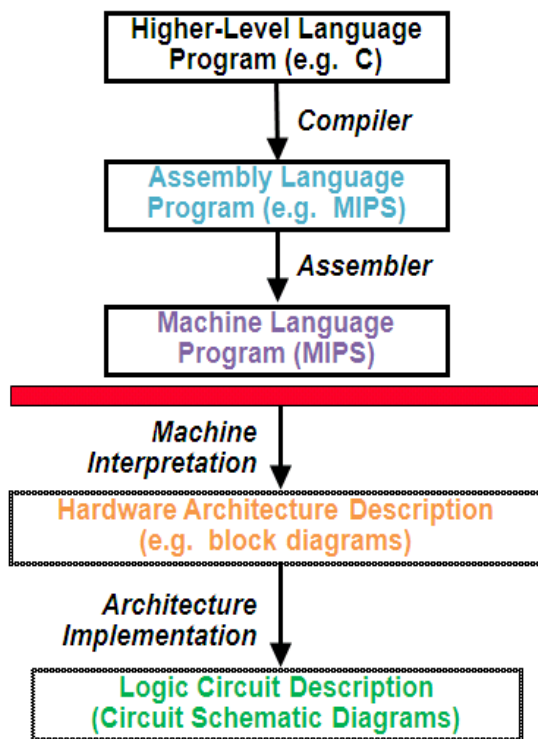 Higher-Level Language
Program (e.g. C)
Compiler
Assembly Language
Program (e.g. MIPS)
Assembler
Machine Language
Program (MIPS)
Machine
Interpretation
Hardware Architecture Description
(e.g. block diagrams)
Architecture
Implementation
Logic Circuit Description
(Circuit Schematic Diagrams)